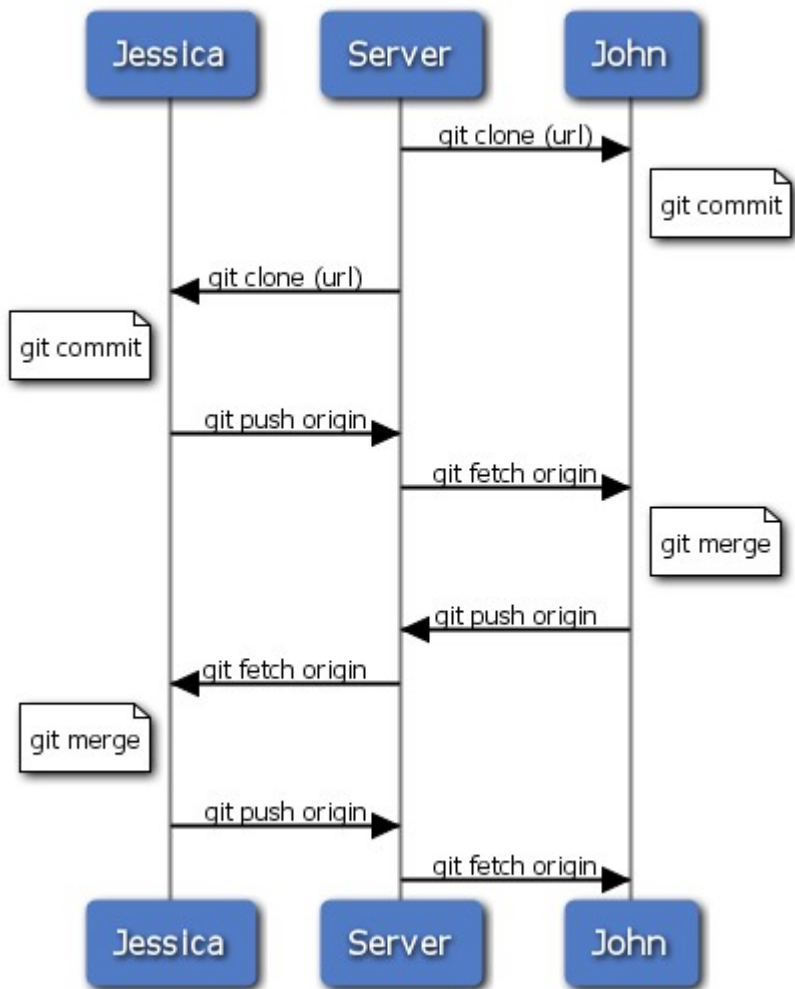 Jessica
Server
John
git clone (url)
git commit
git clone (url)
git commit
git push origin
git fetch origin
git merge
git push origin
git fetch origin
git merge
git push origin
git fetch origin
Jessica
Server
John